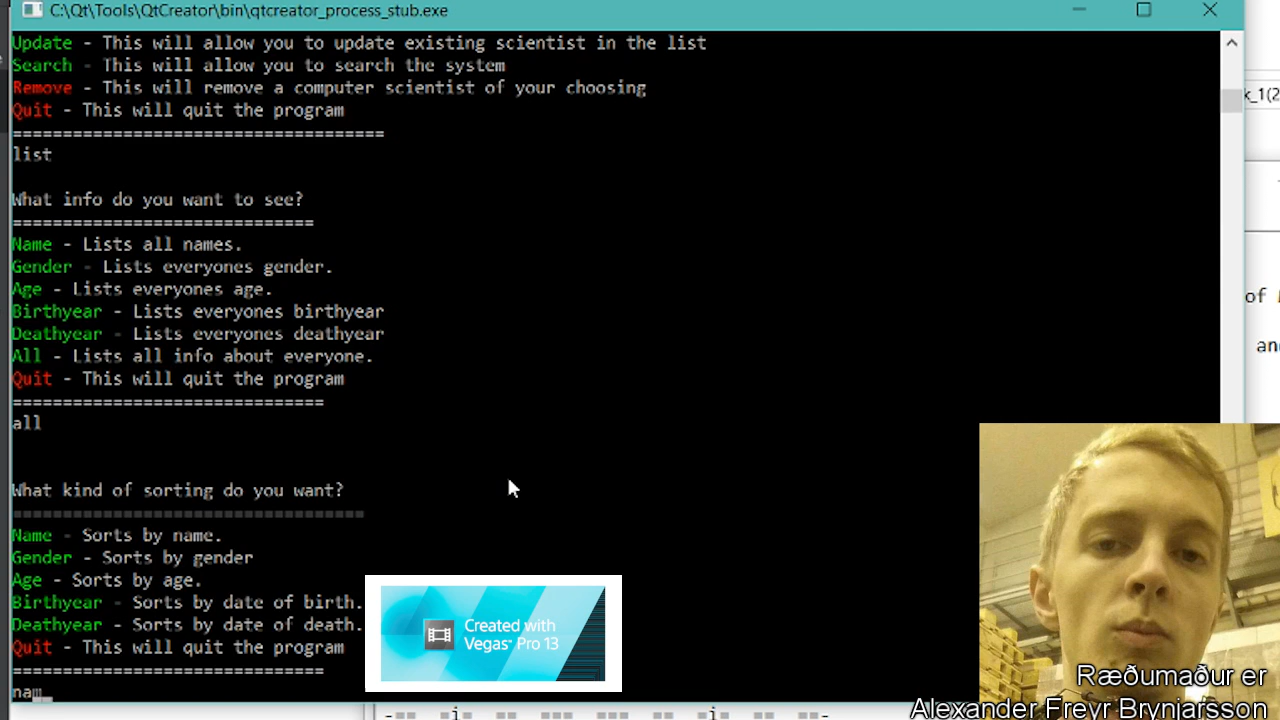 C:\Qt\Tools\QtCreator\bin\qtcreator_process_stub.exe
Update - This will allow you to update existing scientist in the list
Search - This will allow you to search the system
Remove - This will remove a computer scientist of your choosing
Quit - This will quit the program
=====================================
list
What info do you want to see?
==============================
Name - Lists all names.
Gender - Lists everyones gender.
Age - Lists everyones age.
Birthyear - Lists everyones birthyear
Deathyear - Lists everyones deathyear
All - Lists all info about everyone.
Quit - This will quit the program
===============================
all
What kind of sorting do you want?
===================================
Name - Sorts by name.
Gender - Sorts by gender
Age - Sorts by age.
Birthyear - Sorts by date of birth.
Deathyear - Sorts by date of death.
Quit - This will quit the program
===============================
nam
k_1(2
of
an
Created with
Vegas™ Pro 13
Ræðumaður er
Alexander Freyr Brynjarsson